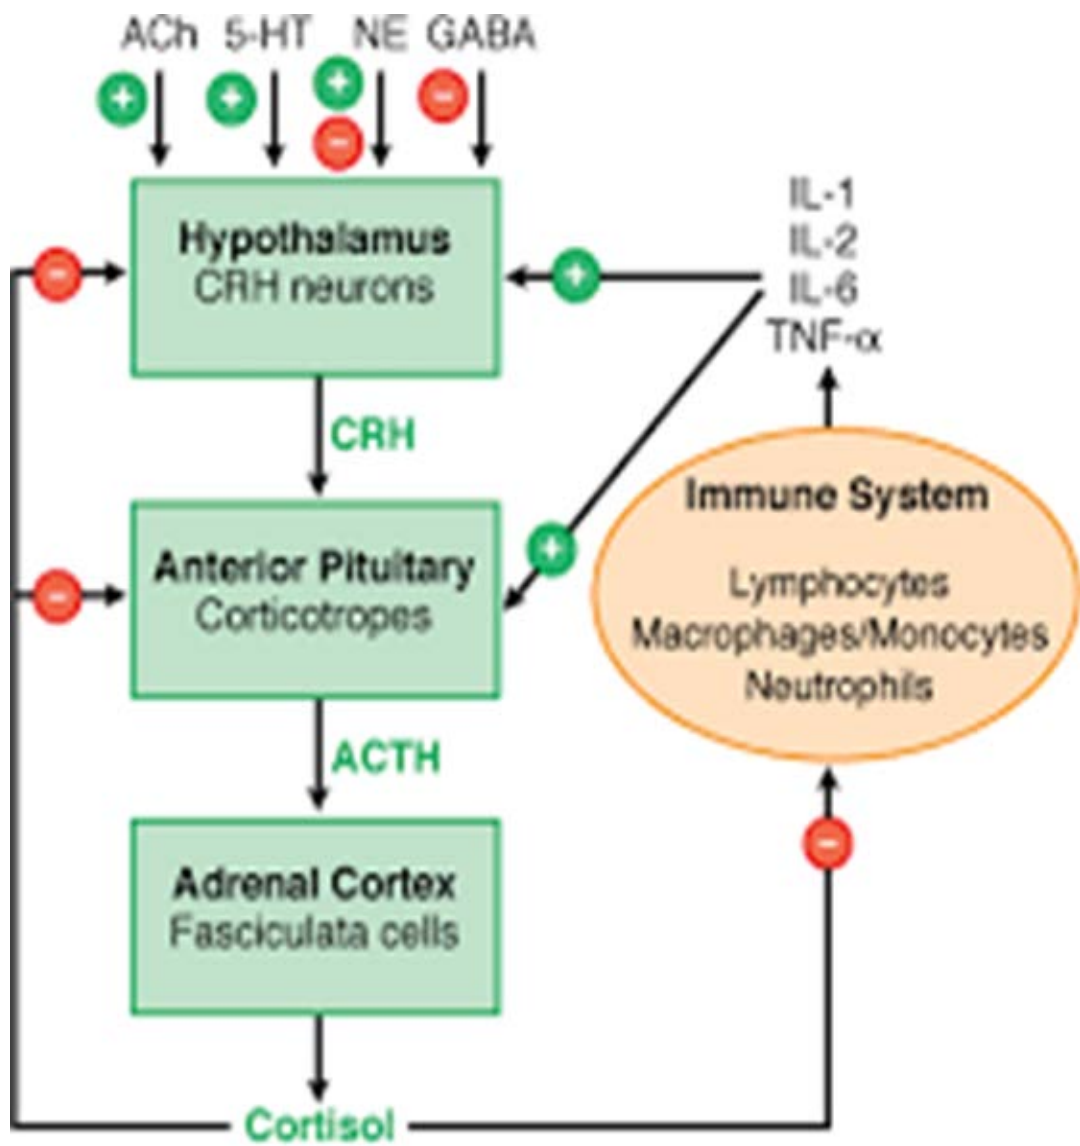 ACh 5-HT NE GABA
+ + + -
-
Hypothalamus
CRH neurons
- +
IL-1
IL-2
IL-6
TNF-α
CRH
Immune System
Lymphocytes
Macrophages/Monocytes
Neutrophils
Anterior Pituitary
Corticotropes
- +
ACTH
-
Adrenal Cortex
Fasciculata cells
Cortisol